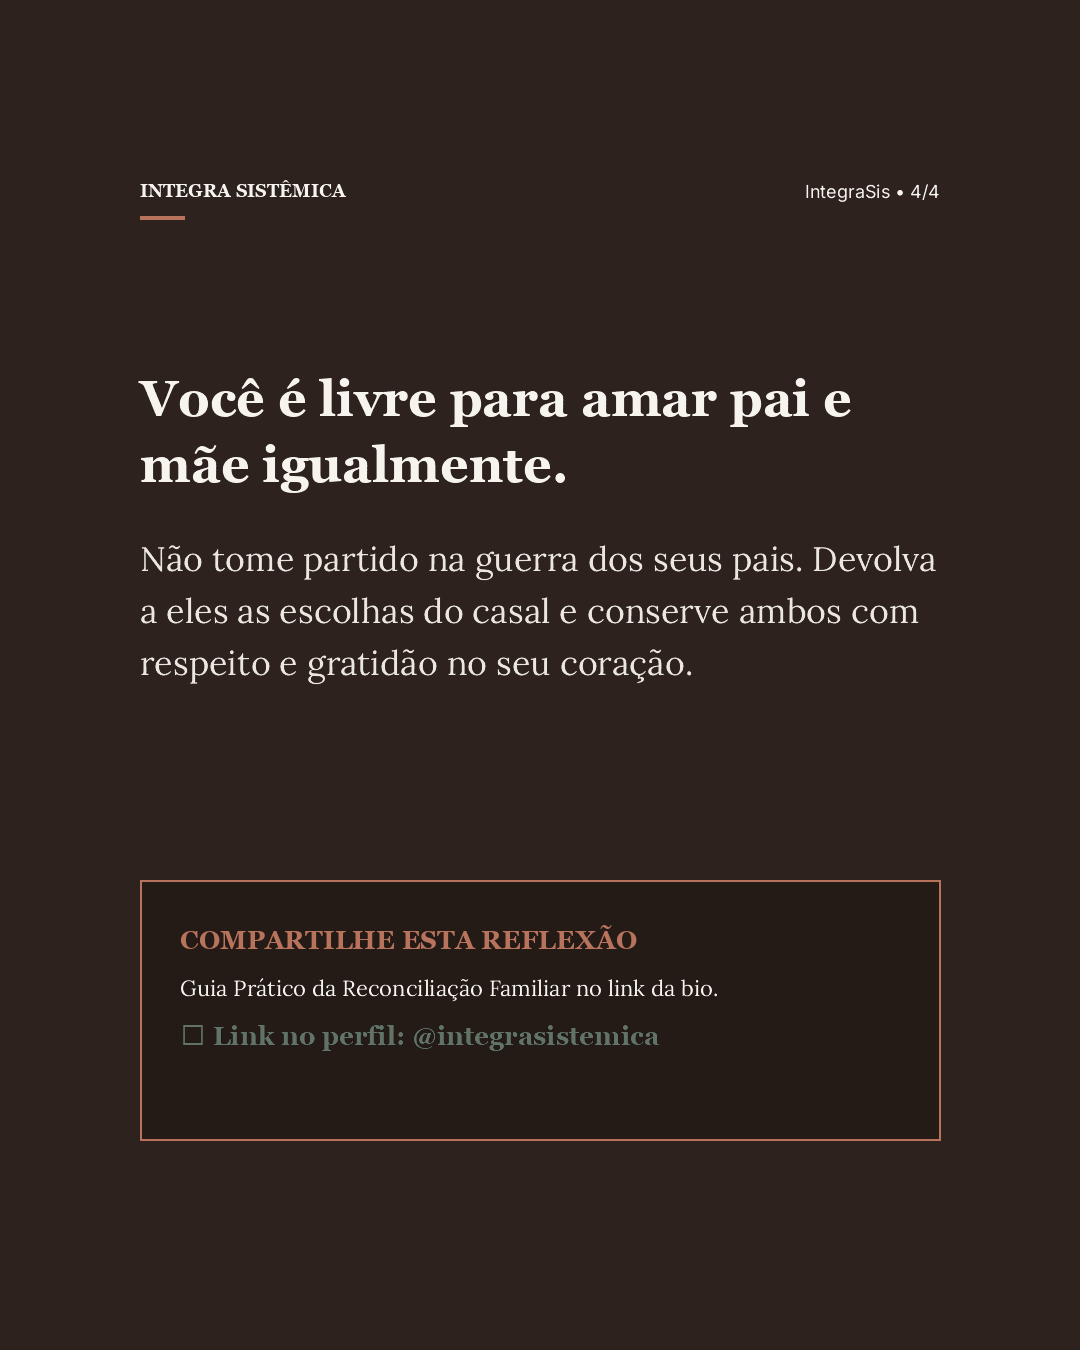 INTEGRA SISTÊMICA
IntegraSis • 4/4
Você é livre para amar pai e
mãe igualmente.
Não tome partido na guerra dos seus pais. Devolva
a eles as escolhas do casal e conserve ambos com
respeito e gratidão no seu coração.
COMPARTILHE ESTA REFLEXÃO
Guia Prático da Reconciliação Familiar no link da bio.
☐ Link no perfil: @integrasistemica